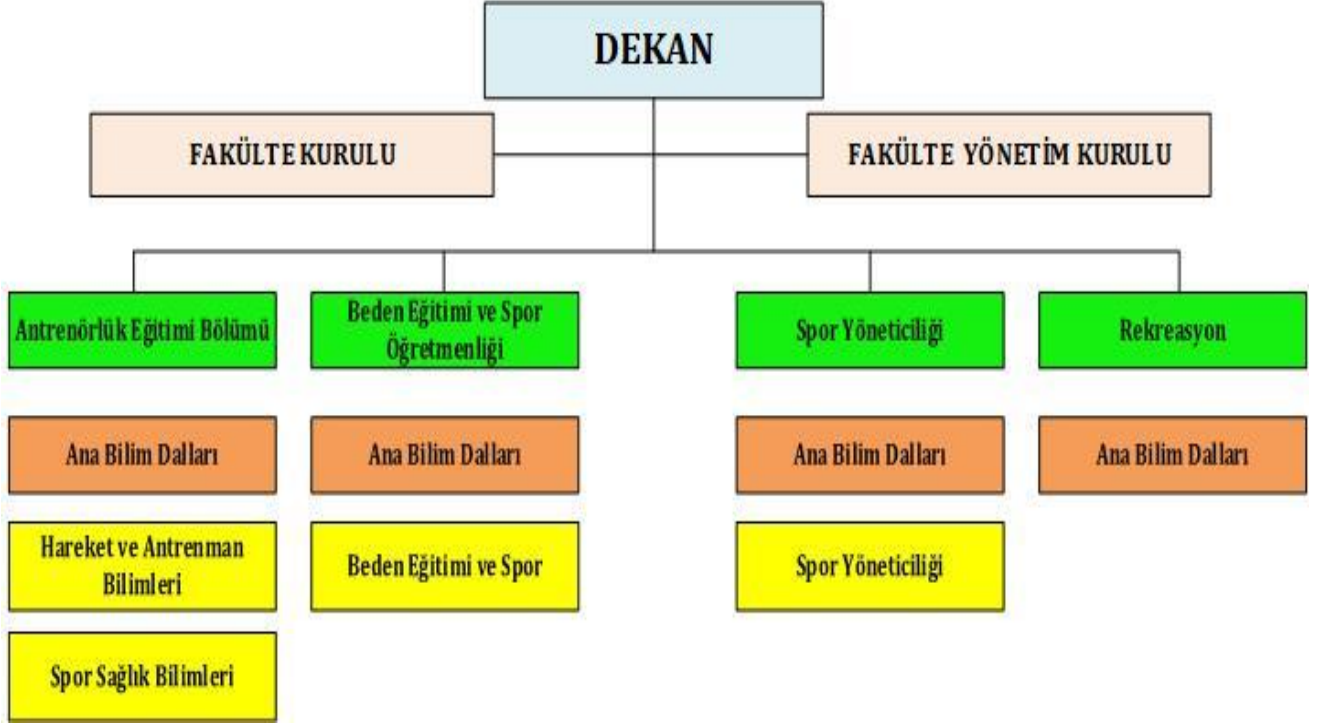 DEKAN
FAKÜLTE KURULU
FAKÜLTE YÖNETİM KURULU
Antrenörlük Eğitimi Bölümü
Beden Eğitimi ve Spor
Öğretmenliği
Spor Yöneticiliği
Rekreasyon
Ana Bilim Dalları
Ana Bilim Dalları
Ana Bilim Dalları
Ana Bilim Dalları
Hareket ve Antrenman
Bilimleri
Beden Eğitimi ve Spor
Spor Yöneticiliği
Spor Sağlık Bilimleri